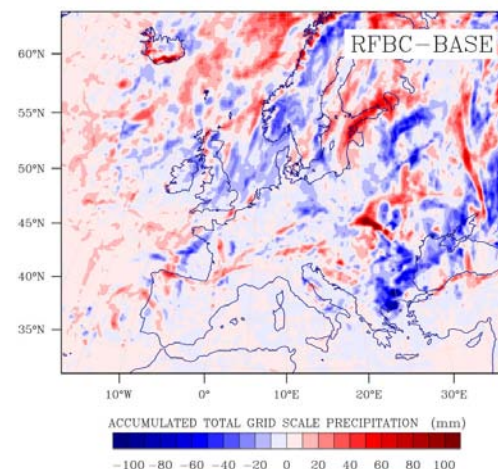 RFBC-BASE
60°N
55°N
50°N
45°N
40°N
35°N
10°W 0° 10°E 20°E 30°E
ACCUMULATED TOTAL GRID SCALE PRECIPITATION (mm)
-100 -80 -60 -40 -20 0 20 40 60 80 100